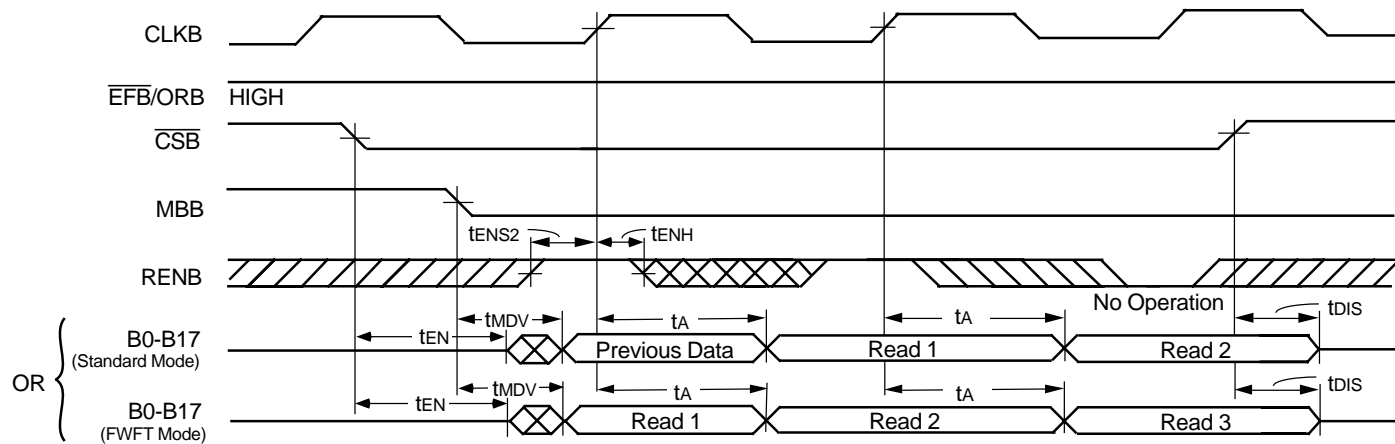 CLKB
EFB/ORB HIGH
CSB
MBB
tENS2 tENH
RENB
No Operation
tMDV tA tA tDIS
tEN
B0-B17
(Standard Mode)
Previous Data Read 1 Read 2
OR
tMDV tA tA tDIS
tEN
B0-B17
(FWFT Mode)
Read 1 Read 2 Read 3